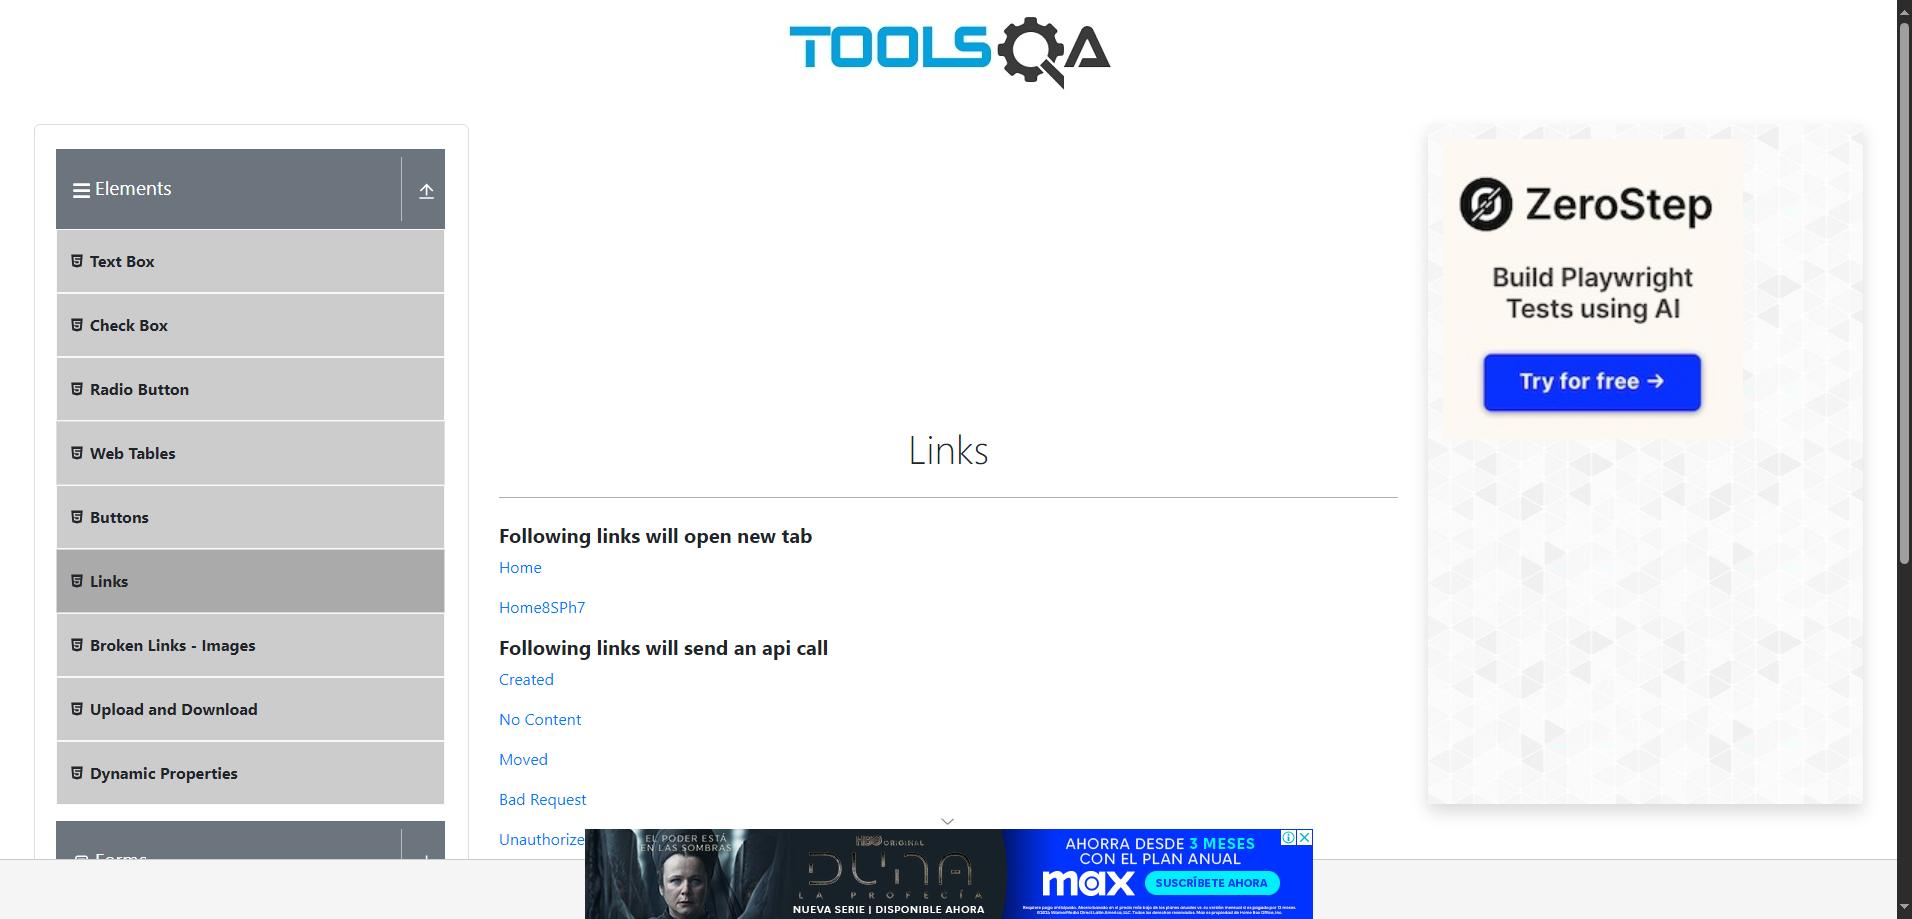 TOOLSQA
Elements
Text Box
Check Box
Radio Button
Web Tables
Buttons
Links
Broken Links - Images
Upload and Download
Dynamic Properties
Forms
Links
Following links will open new tab
Home
Home8SPh7
Following links will send an api call
Created
No Content
Moved
Bad Request
Unauthorize
ZeroStep
Build Playwright
Tests using AI
Try for free →
EL PODER ESTÁ
EN LAS SOMBRAS
HBO ORIGINAL
DUNA
LA PROFECÍA
NUEVA SERIE | DISPONIBLE AHORA
AHORRA DESDE 3 MESES
CON EL PLAN ANUAL
max
SUSCRÍBETE AHORA